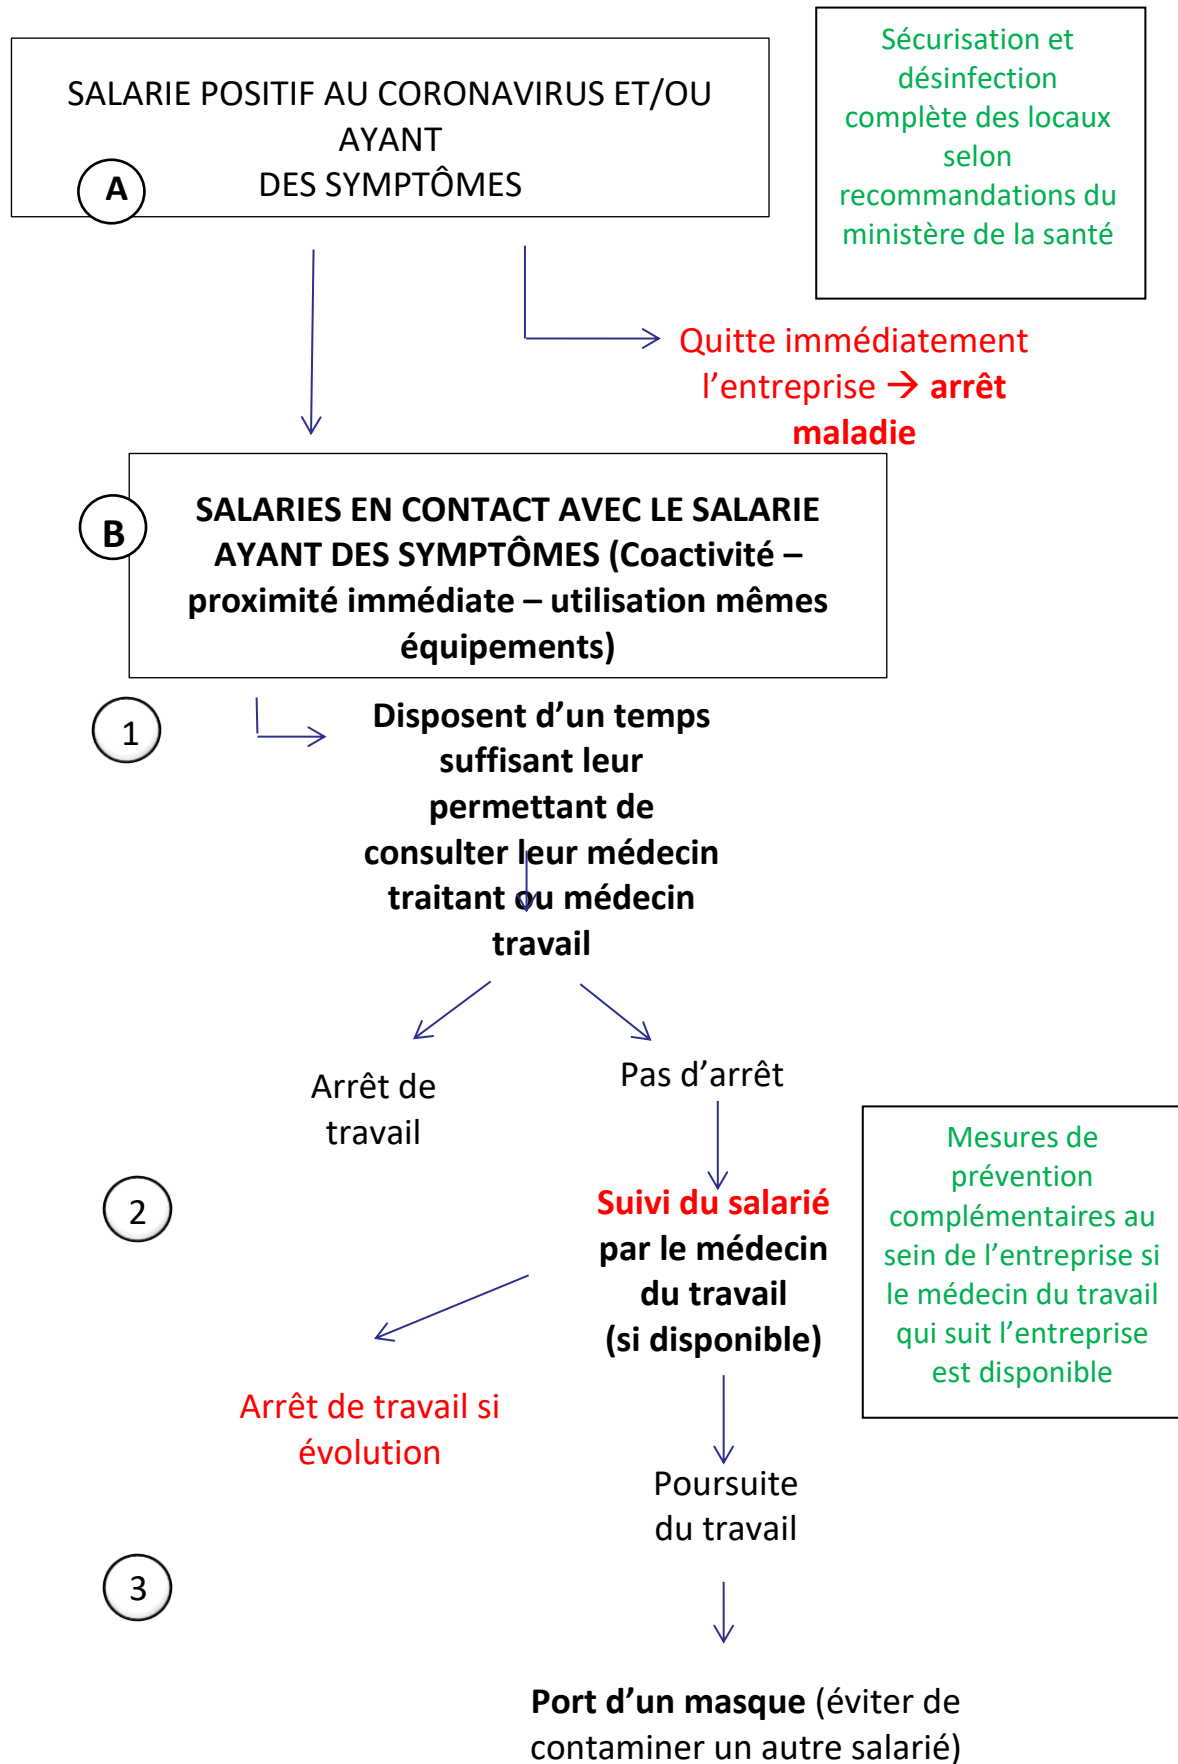 SALARIE POSITIF AU CORONAVIRUS ET/OU
AYANT
DES SYMPTÔMES
A
Sécurisation et
désinfection
complète des locaux
selon
recommandations du
ministère de la santé
Quitte immédiatement
l’entreprise → arrêt
maladie
B
SALARIES EN CONTACT AVEC LE SALARIE
AYANT DES SYMPTÔMES (Coactivité –
proximité immédiate – utilisation mêmes
équipements)
1
Disposent d’un temps
suffisant leur
permettant de
consulter leur médecin
traitant ou médecin
travail
Arrêt de
travail
Pas d’arrêt
2
Suivi du salarié
par le médecin
du travail
(si disponible)
Mesures de
prévention
complémentaires au
sein de l’entreprise si
le médecin du travail
qui suit l’entreprise
est disponible
Arrêt de travail si
évolution
Poursuite
du travail
3
Port d’un masque (éviter de
contaminer un autre salarié)